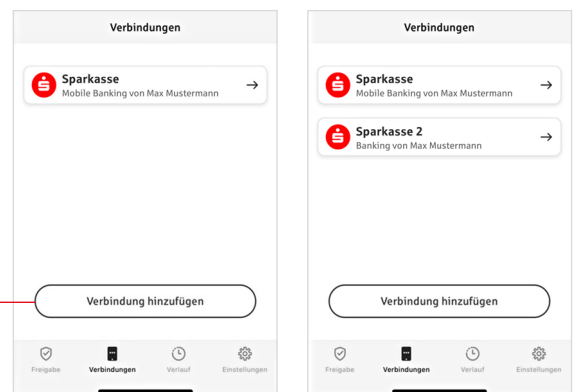 Verbindungen
Sparkasse
Mobile Banking von Max Mustermann
Verbindung hinzufügen
Freigabe Verbindungen Verlauf Einstellungen
Verbindungen
Sparkasse
Mobile Banking von Max Mustermann
Sparkasse 2
Banking von Max Mustermann
Verbindung hinzufügen
Freigabe Verbindungen Verlauf Einstellungen